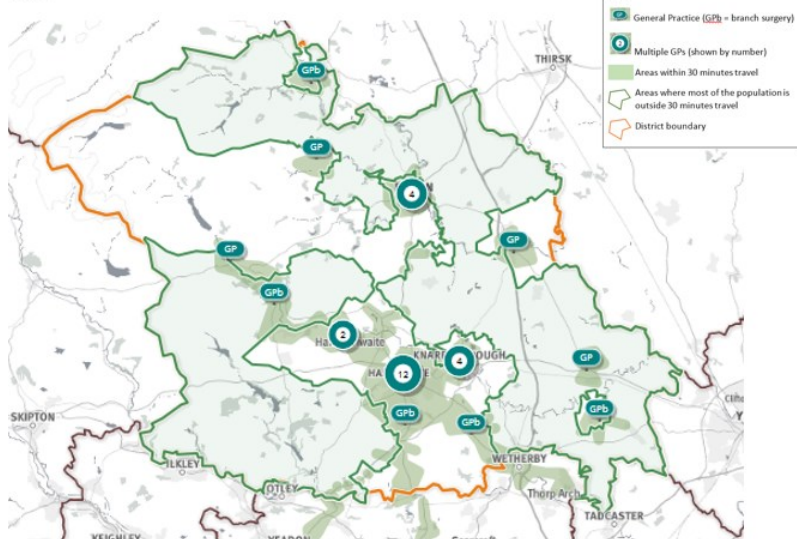 General Practice (GPb = branch surgery)
2
Multiple GPs (shown by number)
Areas within 30 minutes travel
Areas where most of the population is
outside 30 minutes travel
District boundary
THIRSK
GPb
GP
4
GP
GP
GPb
2
4
12
GP
GPb
GPb
GPb
SKIPTON
ILKLEY
OTLEY
WETHERBY
Thorp Arch
TADCASTER